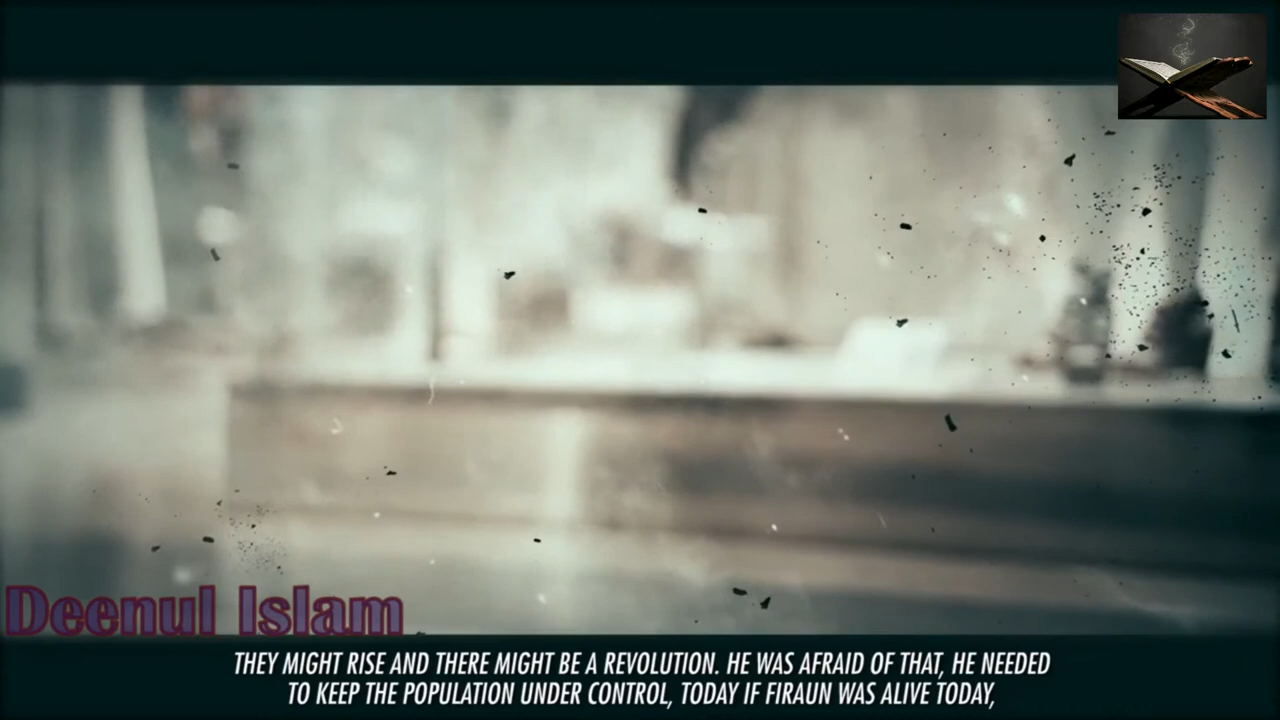 Deenul Islam
THEY MIGHT RISE AND THERE MIGHT BE A REVOLUTION. HE WAS AFRAID OF THAT, HE NEEDED
TO KEEP THE POPULATION UNDER CONTROL, TODAY IF FIRAUN WAS ALIVE TODAY,